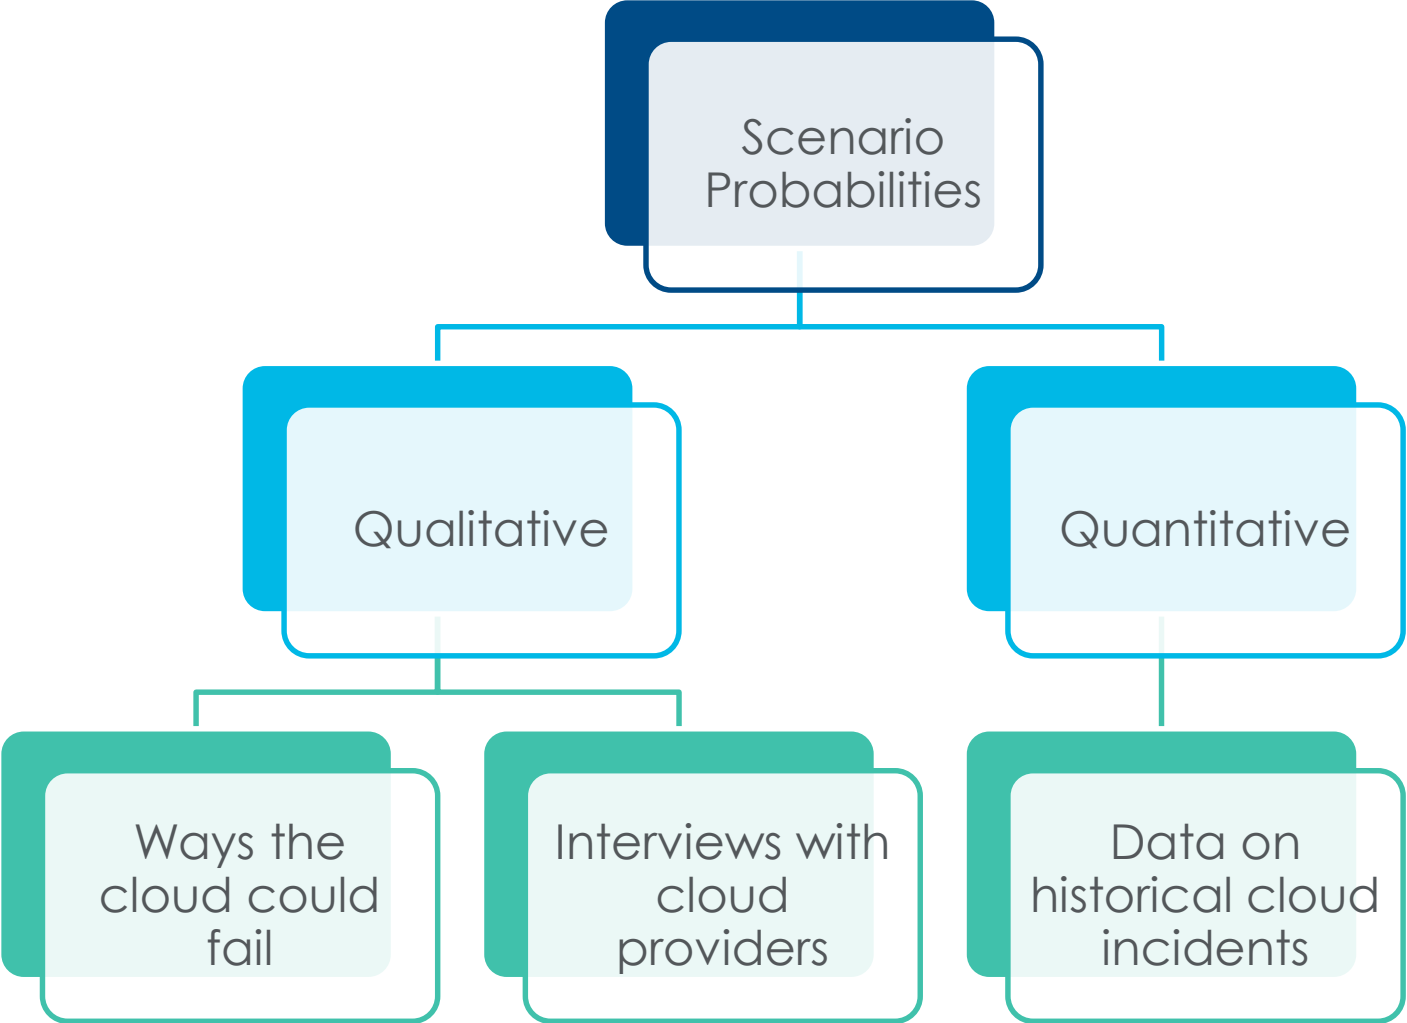 Scenario
Probabilities
Qualitative
Quantitative
Ways the
cloud could
fail
Interviews with
cloud
providers
Data on
historical cloud
incidents